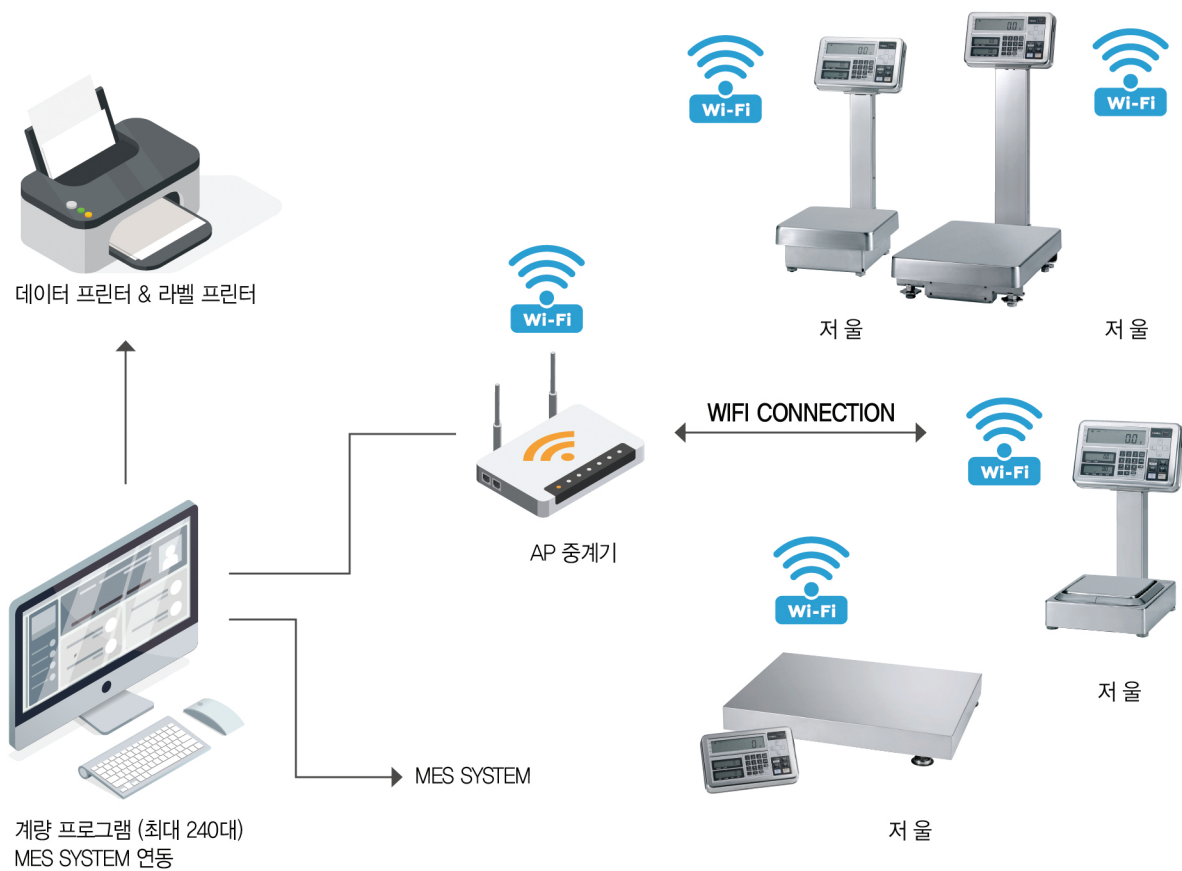 Wi-Fi
Wi-Fi
데이터 프린터 & 라벨 프린터
Wi-Fi
저 울
저 울
WIFI CONNECTION
Wi-Fi
AP 중계기
Wi-Fi
저 울
MES SYSTEM
계량 프로그램 (최대 240대)
MES SYSTEM 연동
저 울